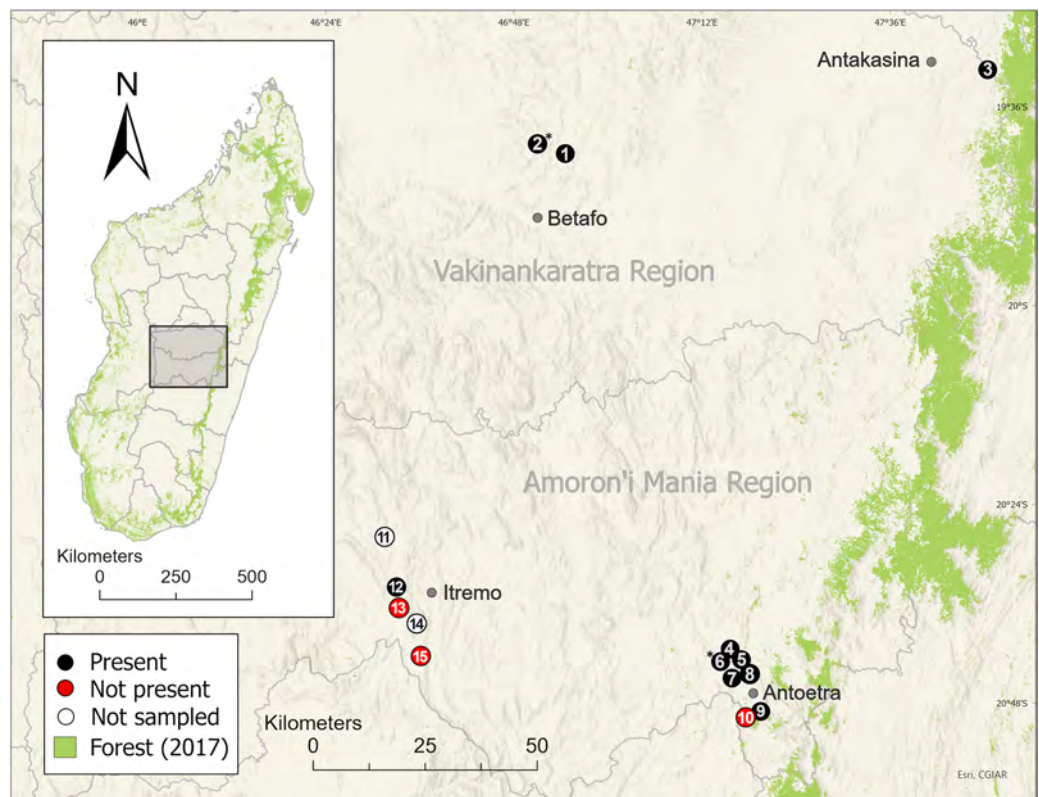 46°E 46°24'E 46°48'E 47°12'E 47°36'E
N
Antakasina
3
19°36'S
2* 1
Betafo
Vakinankaratra Region
20°S
Amoron'i Mania Region
20°24'S
11
Kilometers
0 250 500
12
Itremo
13
14
15
4
*6 5
7 8
Antoetra
9
10
20°48'S
Present
Not present
Not sampled
Forest (2017)
Kilometers
0 25 50
Esri, CGIAR